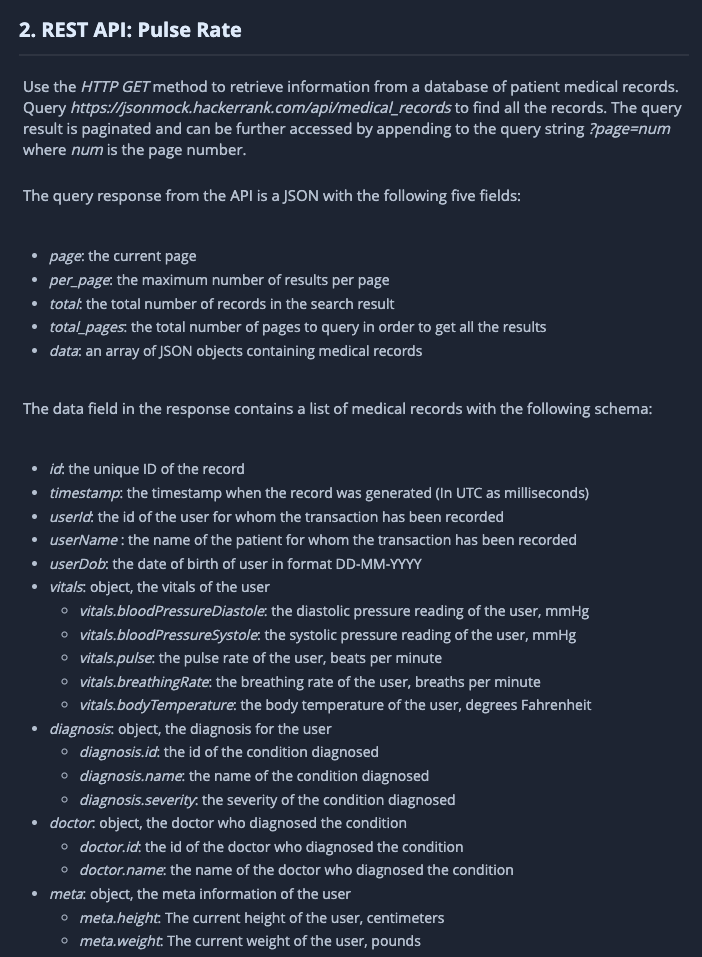 2. REST API: Pulse Rate
Use the HTTP GET method to retrieve information from a database of patient medical records.
Query https://jsonmock.hackerrank.com/api/medical_records to find all the records. The query
result is paginated and can be further accessed by appending to the query string ?page=num
where num is the page number.
The query response from the API is a JSON with the following five fields:
• page: the current page
• per_page: the maximum number of results per page
• total: the total number of records in the search result
• total_pages: the total number of pages to query in order to get all the results
• data: an array of JSON objects containing medical records
The data field in the response contains a list of medical records with the following schema:
• id: the unique ID of the record
• timestamp: the timestamp when the record was generated (In UTC as milliseconds)
• userId: the id of the user for whom the transaction has been recorded
• userName : the name of the patient for whom the transaction has been recorded
• userDob: the date of birth of user in format DD-MM-YYYY
• vitals: object, the vitals of the user
◦ vitals.bloodPressureDiastole: the diastolic pressure reading of the user, mmHg
◦ vitals.bloodPressureSystole: the systolic pressure reading of the user, mmHg
◦ vitals.pulse: the pulse rate of the user, beats per minute
◦ vitals.breathingRate: the breathing rate of the user, breaths per minute
◦ vitals.bodyTemperature: the body temperature of the user, degrees Fahrenheit
• diagnosis: object, the diagnosis for the user
◦ diagnosis.id: the id of the condition diagnosed
◦ diagnosis.name: the name of the condition diagnosed
◦ diagnosis.severity: the severity of the condition diagnosed
• doctor: object, the doctor who diagnosed the condition
◦ doctor.id: the id of the doctor who diagnosed the condition
◦ doctor.name: the name of the doctor who diagnosed the condition
• meta: object, the meta information of the user
◦ meta.height: The current height of the user, centimeters
◦ meta.weight: The current weight of the user, pounds